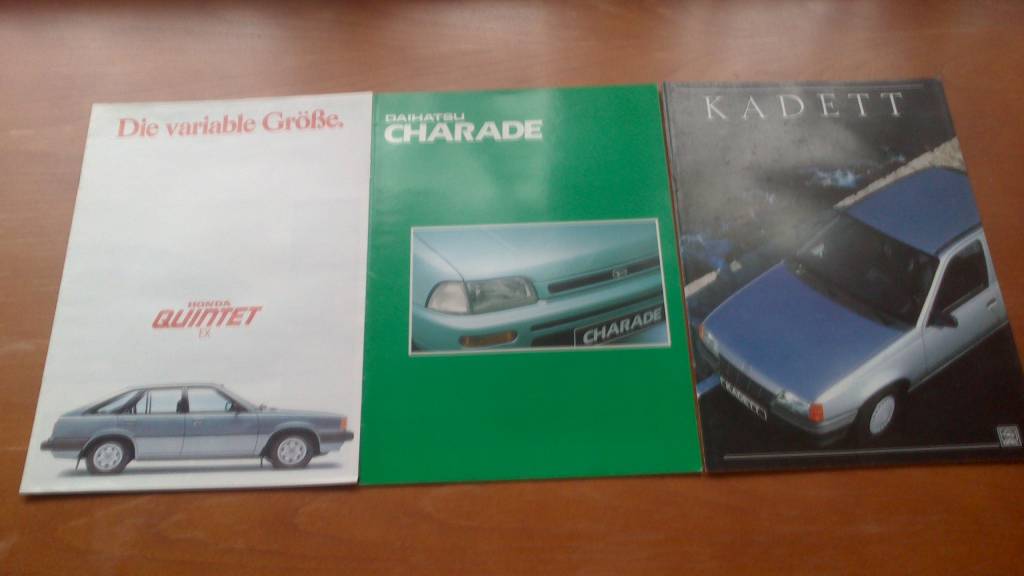 Die variable Größe.
HONDA
QUINTET
EX
DAIHATSU
CHARADE
CHARADE
KADETT
KADETT